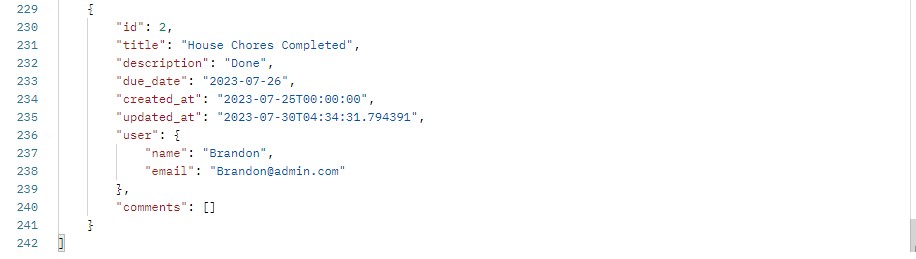 229 {
230 "id": 2,
231 "title": "House Chores Completed",
232 "description": "Done",
233 "due_date": "2023-07-26",
234 "created_at": "2023-07-25T00:00:00",
235 "updated_at": "2023-07-30T04:34:31.794391",
236 "user": {
237 "name": "Brandon",
238 "email": "Brandon@admin.com"
239 },
240 "comments": []
241 }
242 ]